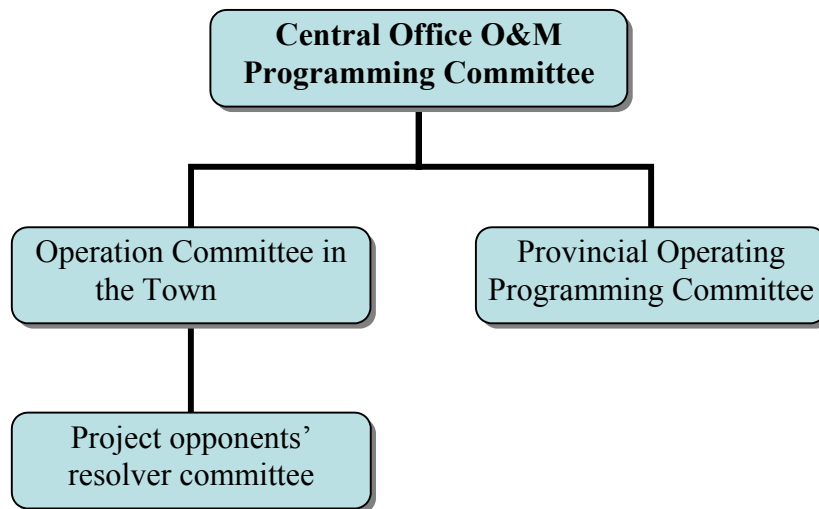 Central Office O&M
Programming Committee
Operation Committee in
the Town
Provincial Operating
Programming Committee
Project opponents’
resolver committee